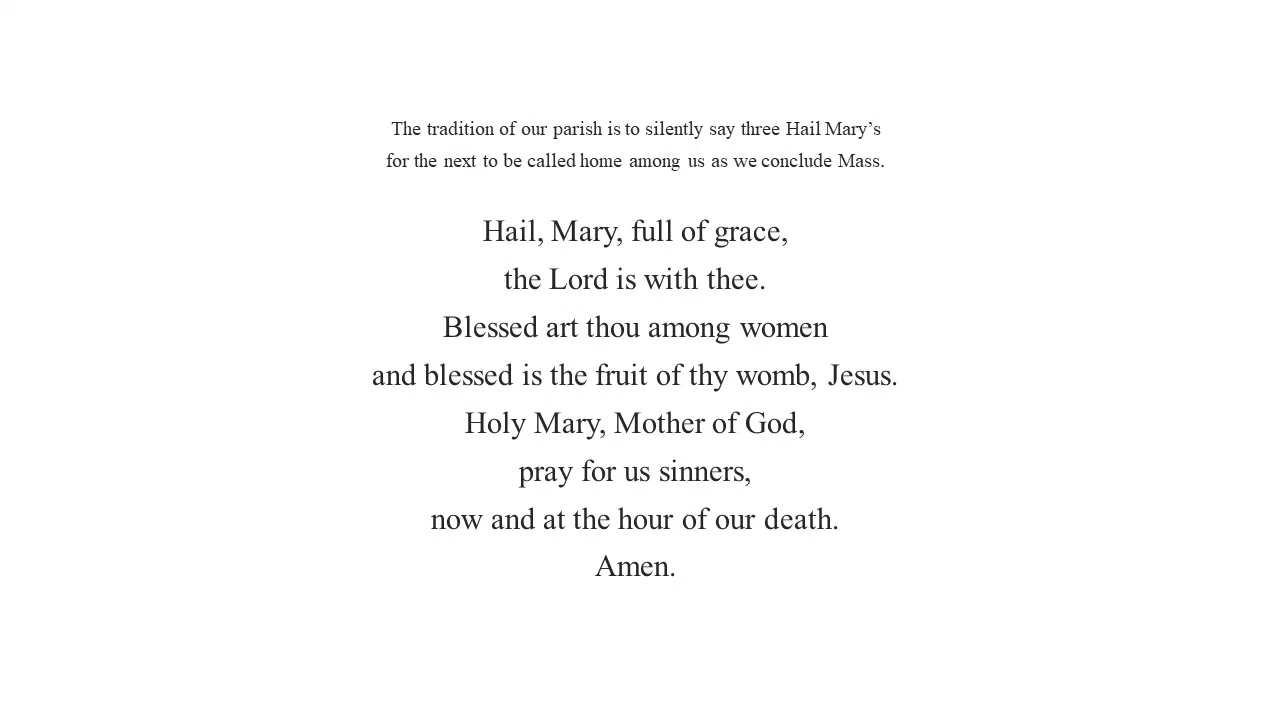 The tradition of our parish is to silently say three Hail Mary’s
for the next to be called home among us as we conclude Mass.
Hail, Mary, full of grace,
the Lord is with thee.
Blessed art thou among women
and blessed is the fruit of thy womb, Jesus.
Holy Mary, Mother of God,
pray for us sinners,
now and at the hour of our death.
Amen.